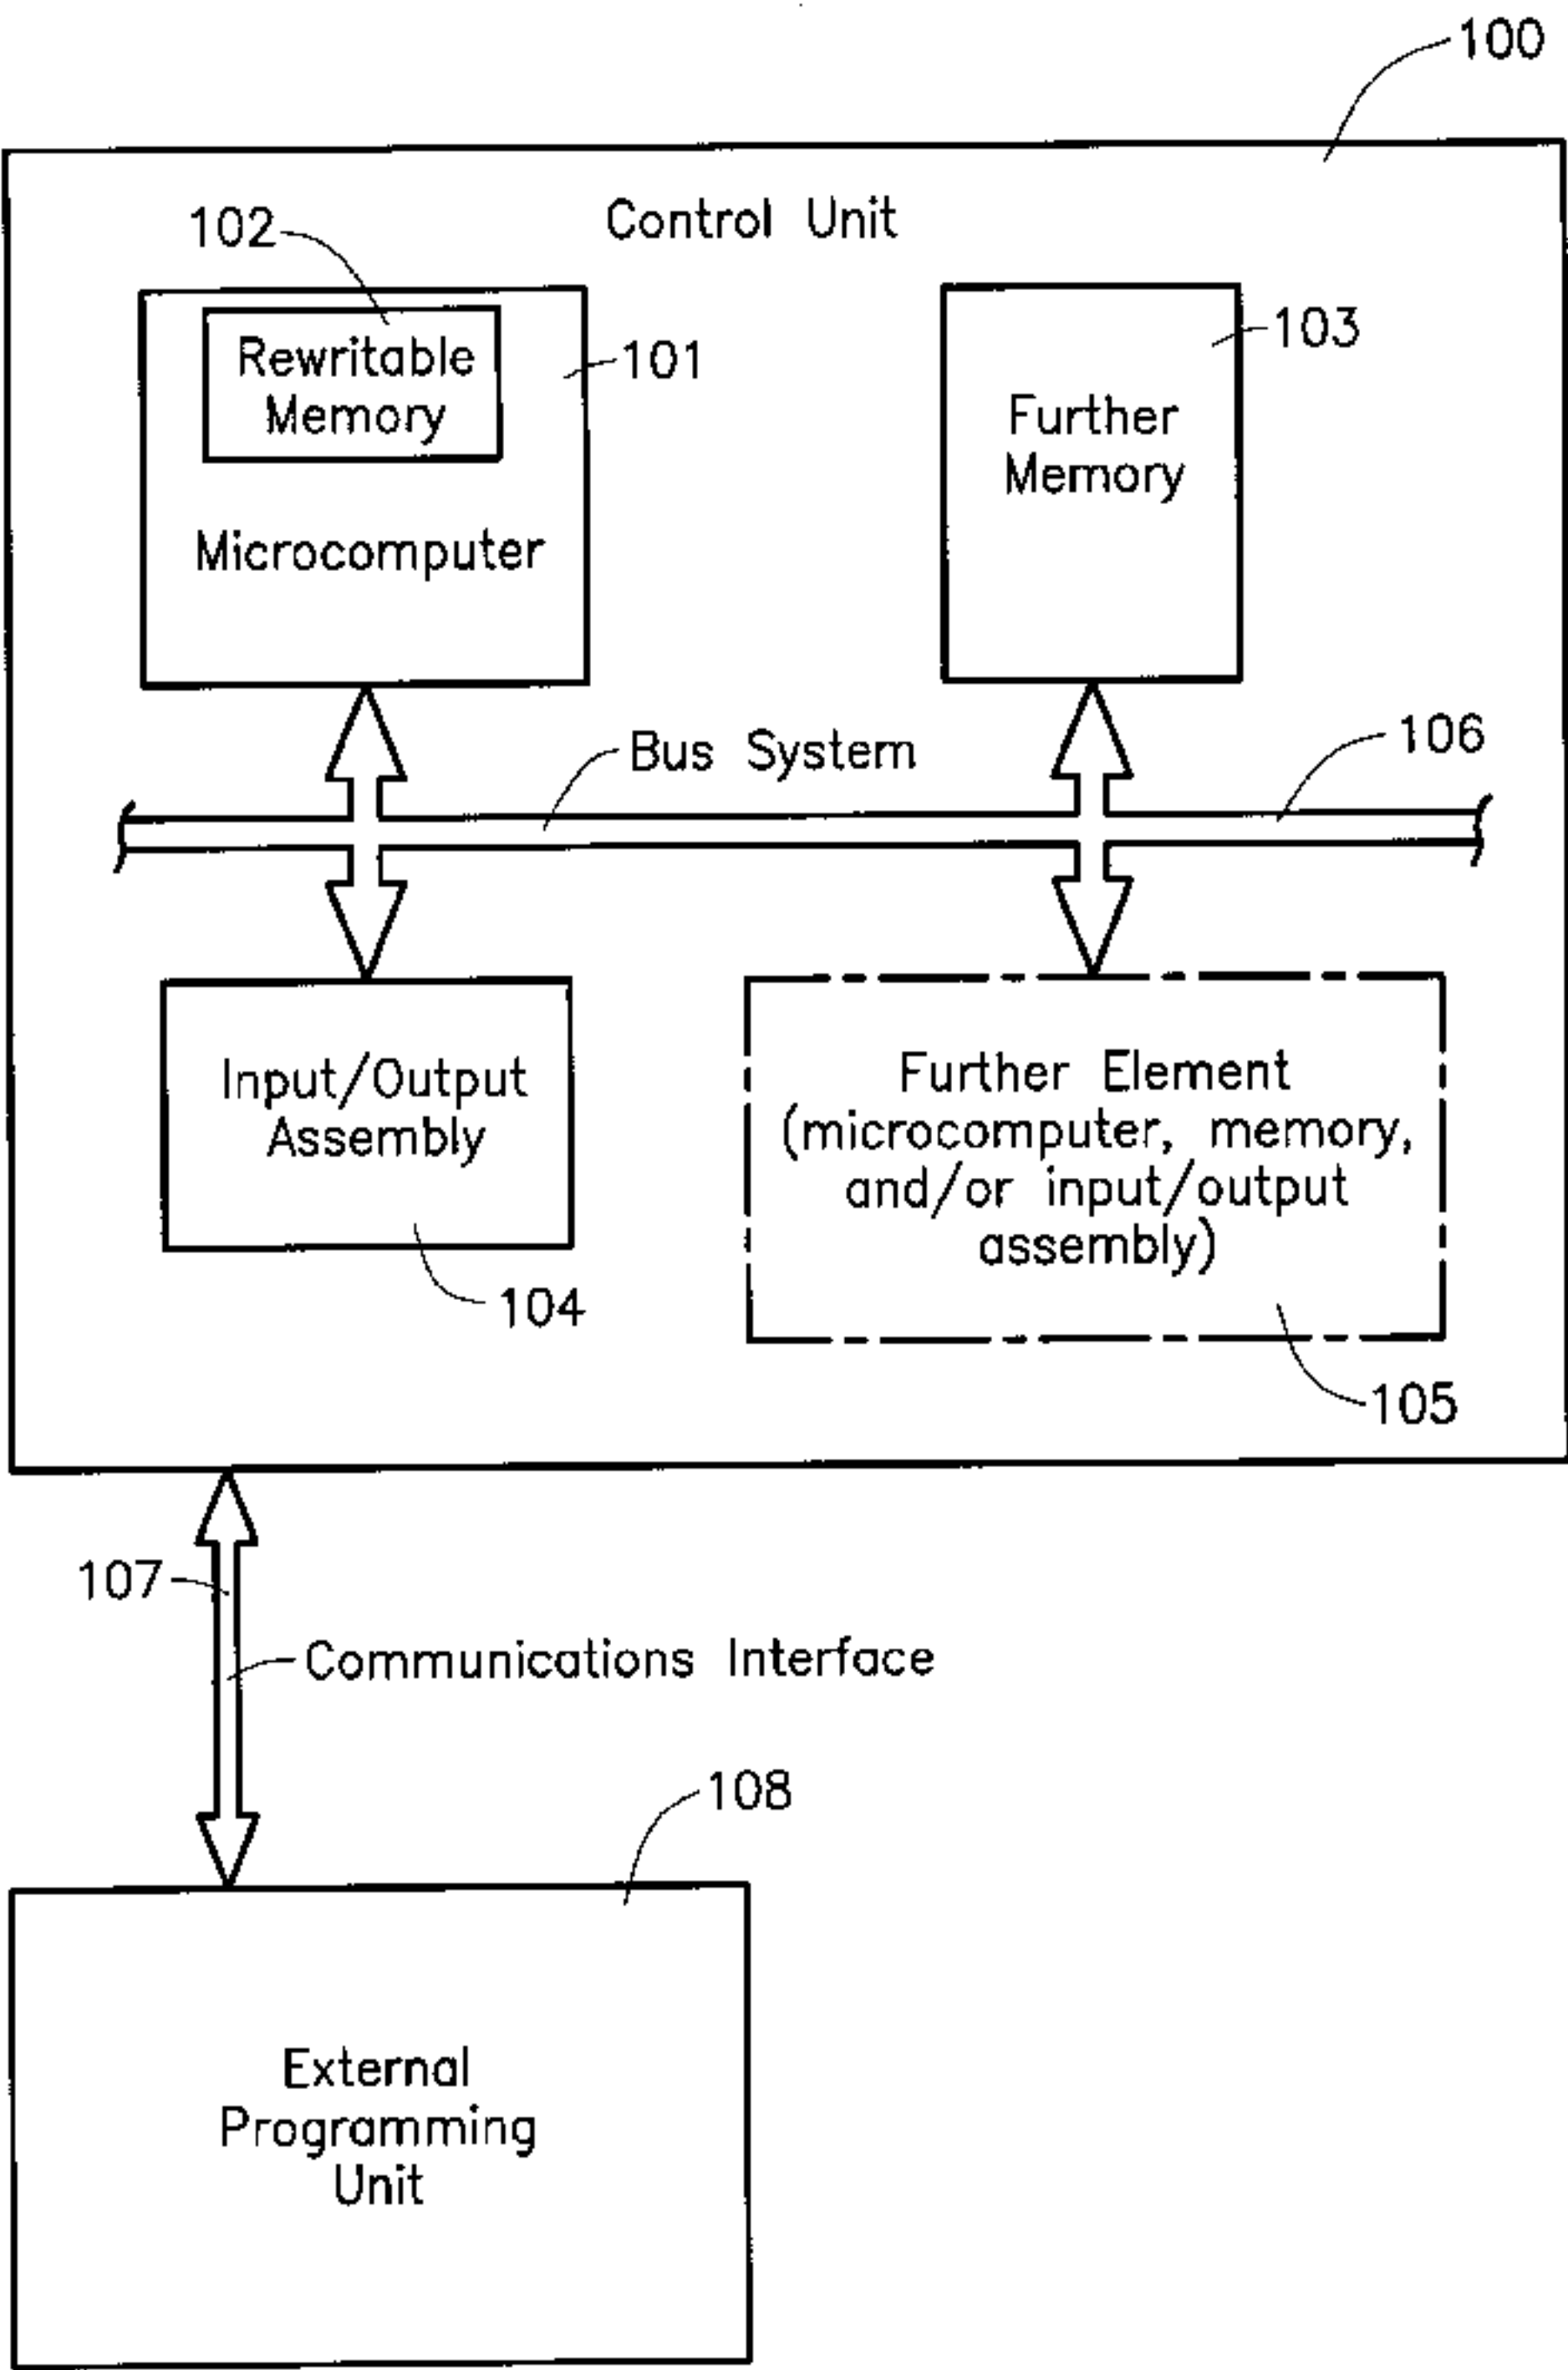 100
Control Unit
102
Rewritable
Memory
101
Microcomputer
103
Further
Memory
Bus System
106
Input/Output
Assembly
104
Further Element
(microcomputer, memory,
and/or input/output
assembly)
105
107
Communications Interface
108
External
Programming
Unit